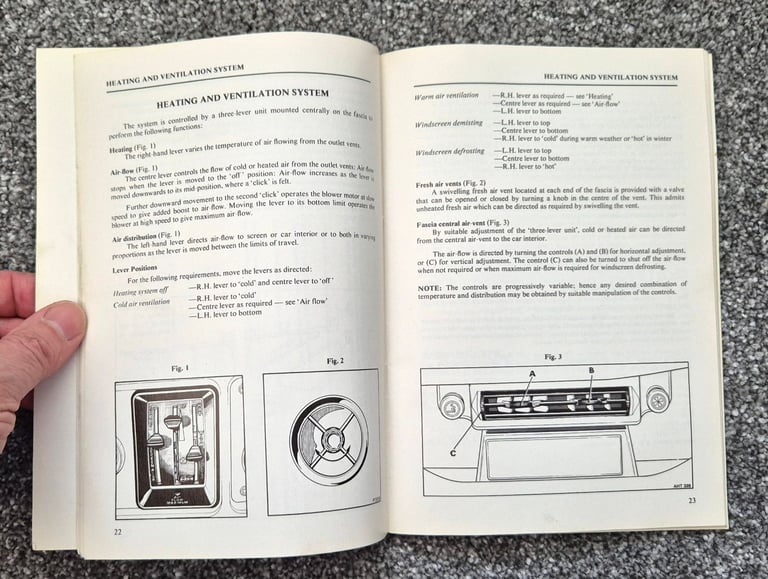 HEATING AND VENTILATION SYSTEM
HEATING AND VENTILATION SYSTEM
The system is controlled by a three-lever unit mounted centrally on the fascia to
perform the following functions:
Heating (Fig. 1)
The right-hand lever varies the temperature of air flowing from the outlet vents.
Air-flow (Fig. 1)
The centre lever controls the flow of cold or heated air from the outlet vents: Air-flow
stops when the lever is moved to the 'off' position: Air-flow increases as the lever is
moved downwards to its mid-position, where a 'click' is felt.
Further downward movement to the second 'click' operates the blower motor at slow
speed to give added boost to air flow. Moving the lever to its bottom limit operates the
blower at high speed to give maximum air flow.
Air distribution (Fig. 1)
The left-hand lever directs air-flow to screen or car interior or to both in varying
proportions as the lever is moved between the limits of travel.
Lever Positions
For the following requirements, move the levers as directed:
Heating system off —R.H. lever to 'cold' and centre lever to 'off'
Cold air ventilation —R.H. lever to 'cold'
—Centre lever as required — see 'Air flow'
—L.H. lever to bottom
Fig. 1
Fig. 2
MAXIMUM
22
HEATING AND VENTILATION SYSTEM
Warm air ventilation —R.H. lever as required — see 'Heating'
—Centre lever as required — see 'Air-flow'
—L.H. lever to bottom
Windscreen demisting —L.H. lever to top
—Centre lever to bottom
—R.H. lever to 'cold' during warm weather or 'hot' in winter
Windscreen defrosting —L.H. lever to top
—Centre lever to bottom
—R.H. lever to 'hot'
Fresh air vents (Fig. 2)
A swivelling fresh air vent located at each end of the fascia is provided with a valve
that can be opened or closed by turning a knob in the centre of the vent. This admits
unheated fresh air which can be directed as required by swivelling the vent.
Fascia central air-vent (Fig. 3)
By suitable adjustment of the 'three-lever unit', cold or heated air can be directed
from the central air-vent to the car interior.
The air-flow is directed by turning the controls (A) and (B) for horizontal adjustment,
or (C) for vertical adjustment. The control (C) can also be turned to shut off the air-flow
when not required or when maximum air-flow is required for windscreen defrosting.
NOTE: The controls are progressively variable; hence any desired combination of
temperature and distribution may be obtained by suitable manipulation of the controls.
Fig. 3
A
B
C
AHT 328
23